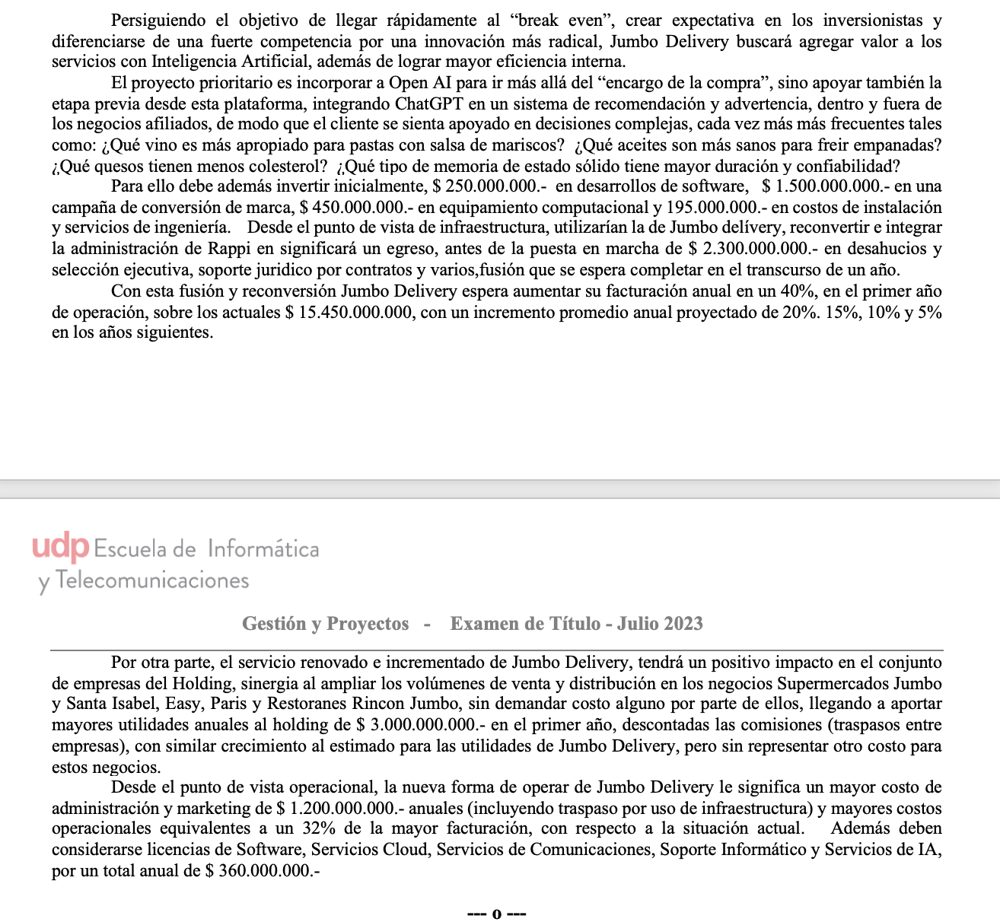 Persiguiendo el objetivo de llegar rápidamente al “break even”, crear expectativa en los inversionistas y
diferenciarse de una fuerte competencia por una innovación más radical, Jumbo Delivery buscará agregar valor a los
servicios con Inteligencia Artificial, además de lograr mayor eficiencia interna.
El proyecto prioritario es incorporar a Open AI para ir más allá del “encargo de la compra”, sino apoyar también la
etapa previa desde esta plataforma, integrando ChatGPT en un sistema de recomendación y advertencia, dentro y fuera de
los negocios afiliados, de modo que el cliente se sienta apoyado en decisiones complejas, cada vez más más frecuentes tales
como: ¿Qué vino es más apropiado para pastas con salsa de mariscos? ¿Qué aceites son más sanos para freir empanadas?
¿Qué quesos tienen menos colesterol? ¿Qué tipo de memoria de estado sólido tiene mayor duración y confiabilidad?
Para ello debe además invertir inicialmente, $ 250.000.000.- en desarrollos de software, $ 1.500.000.000.- en una
campaña de conversión de marca, $ 450.000.000.- en equipamiento computacional y 195.000.000.- en costos de instalación
y servicios de ingeniería. Desde el punto de vista de infraestructura, utilizarían la de Jumbo delívery, reconvertir e integrar
la administración de Rappi en significará un egreso, antes de la puesta en marcha de $ 2.300.000.000.- en desahucios y
selección ejecutiva, soporte juridico por contratos y varios,fusión que se espera completar en el transcurso de un año.
Con esta fusión y reconversión Jumbo Delivery espera aumentar su facturación anual en un 40%, en el primer año
de operación, sobre los actuales $ 15.450.000.000, con un incremento promedio anual proyectado de 20%. 15%, 10% y 5%
en los años siguientes.
udp Escuela de Informática
y Telecomunicaciones
Gestión y Proyectos - Examen de Título - Julio 2023
Por otra parte, el servicio renovado e incrementado de Jumbo Delivery, tendrá un positivo impacto en el conjunto
de empresas del Holding, sinergia al ampliar los volúmenes de venta y distribución en los negocios Supermercados Jumbo
y Santa Isabel, Easy, Paris y Restoranes Rincon Jumbo, sin demandar costo alguno por parte de ellos, llegando a aportar
mayores utilidades anuales al holding de $ 3.000.000.000.- en el primer año, descontadas las comisiones (traspasos entre
empresas), con similar crecimiento al estimado para las utilidades de Jumbo Delivery, pero sin representar otro costo para
estos negocios.
Desde el punto de vista operacional, la nueva forma de operar de Jumbo Delivery le significa un mayor costo de
administración y marketing de $ 1.200.000.000.- anuales (incluyendo traspaso por uso de infraestructura) y mayores costos
operacionales equivalentes a un 32% de la mayor facturación, con respecto a la situación actual. Además deben
considerarse licencias de Software, Servicios Cloud, Servicios de Comunicaciones, Soporte Informático y Servicios de IA,
por un total anual de $ 360.000.000.-
--- o ---